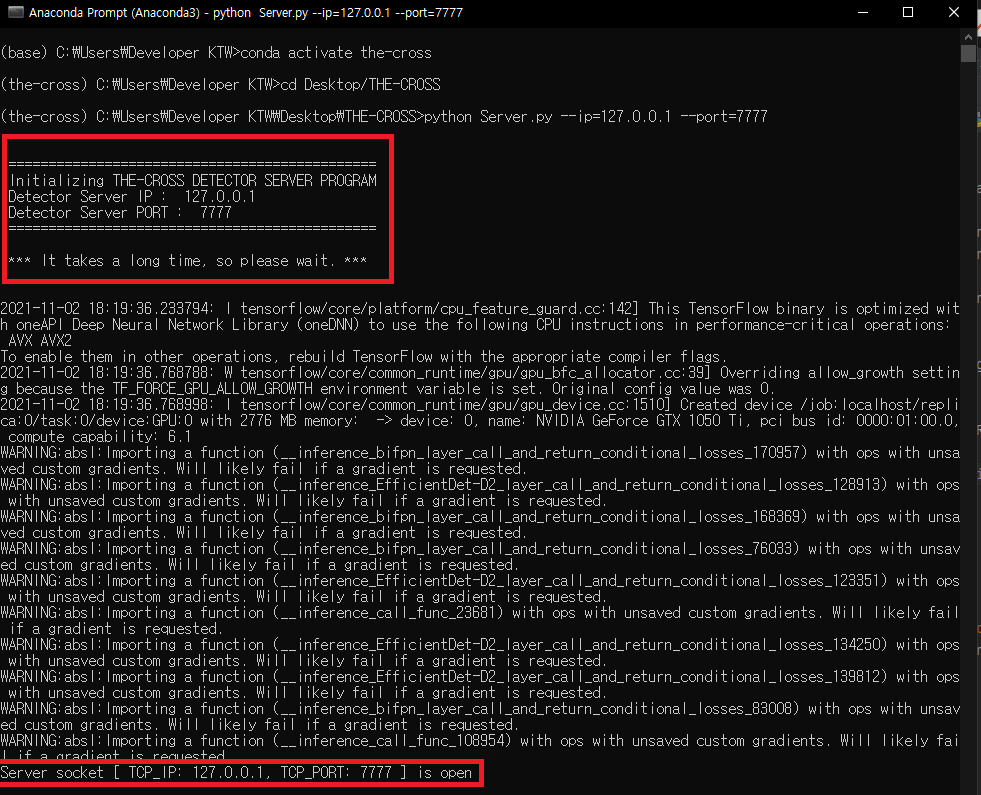 Anaconda Prompt (Anaconda3) - python  Server.py --ip=127.0.0.1 --port=7777
(base) C:₩Users₩Developer KTW>conda activate the-cross
(the-cross) C:₩Users₩Developer KTW>cd Desktop/THE-CROSS
(the-cross) C:₩Users₩Developer KTW₩Desktop₩THE-CROSS>python Server.py --ip=127.0.0.1 --port=7777
==============================================
Initializing THE-CROSS DETECTOR SERVER PROGRAM
Detector Server IP :  127.0.0.1
Detector Server PORT :  7777
==============================================
*** It takes a long time, so please wait. ***
2021-11-02 18:19:36.233794: I tensorflow/core/platform/cpu_feature_guard.cc:142] This TensorFlow binary is optimized wit
h oneAPI Deep Neural Network Library (oneDNN) to use the following CPU instructions in performance-critical operations:
 AVX AVX2
To enable them in other operations, rebuild TensorFlow with the appropriate compiler flags.
2021-11-02 18:19:36.768788: W tensorflow/core/common_runtime/gpu/gpu_bfc_allocator.cc:39] Overriding allow_growth settin
g because the TF_FORCE_GPU_ALLOW_GROWTH environment variable is set. Original config value was 0.
2021-11-02 18:19:36.768998: I tensorflow/core/common_runtime/gpu/gpu_device.cc:1510] Created device /job:localhost/repli
ca:0/task:0/device:GPU:0 with 2776 MB memory:  -> device: 0, name: NVIDIA GeForce GTX 1050 Ti, pci bus id: 0000:01:00.0,
 compute capability: 6.1
WARNING:absl:Importing a function (__inference_bifpn_layer_call_and_return_conditional_losses_170957) with ops with unsa
ved custom gradients. Will likely fail if a gradient is requested.
WARNING:absl:Importing a function (__inference_EfficientDet-D2_layer_call_and_return_conditional_losses_128913) with ops
 with unsaved custom gradients. Will likely fail if a gradient is requested.
WARNING:absl:Importing a function (__inference_bifpn_layer_call_and_return_conditional_losses_168369) with ops with unsa
ved custom gradients. Will likely fail if a gradient is requested.
WARNING:absl:Importing a function (__inference_bifpn_layer_call_and_return_conditional_losses_76033) with ops with unsav
ed custom gradients. Will likely fail if a gradient is requested.
WARNING:absl:Importing a function (__inference_EfficientDet-D2_layer_call_and_return_conditional_losses_123351) with ops
 with unsaved custom gradients. Will likely fail if a gradient is requested.
WARNING:absl:Importing a function (__inference_call_func_23681) with ops with unsaved custom gradients. Will likely fail
 if a gradient is requested.
WARNING:absl:Importing a function (__inference_EfficientDet-D2_layer_call_and_return_conditional_losses_134250) with ops
 with unsaved custom gradients. Will likely fail if a gradient is requested.
WARNING:absl:Importing a function (__inference_EfficientDet-D2_layer_call_and_return_conditional_losses_139812) with ops
 with unsaved custom gradients. Will likely fail if a gradient is requested.
WARNING:absl:Importing a function (__inference_bifpn_layer_call_and_return_conditional_losses_83008) with ops with unsav
ed custom gradients. Will likely fail if a gradient is requested.
WARNING:absl:Importing a function (__inference_call_func_108954) with ops with unsaved custom gradients. Will likely fai
l if a gradient is requested.
Server socket [ TCP_IP: 127.0.0.1, TCP_PORT: 7777 ] is open